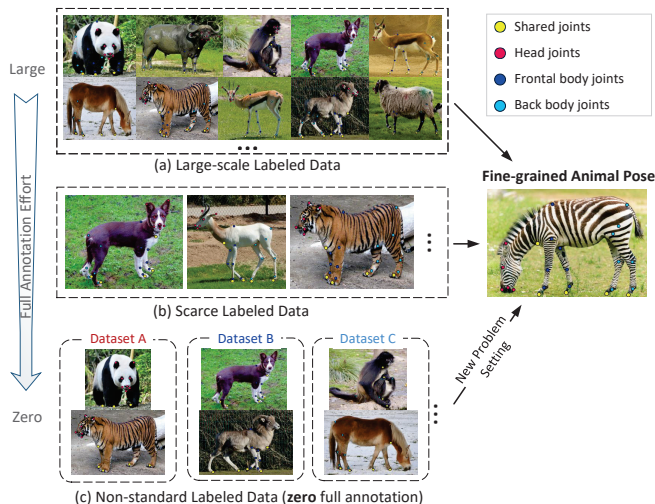 Large
Full Annotation Effort
Zero
Shared joints
Head joints
Frontal body joints
Back body joints
(a) Large-scale Labeled Data
Fine-grained Animal Pose
(b) Scarce Labeled Data
Dataset A
Dataset B
Dataset C
New Problem
Setting
(c) Non-standard Labeled Data (zero full annotation)